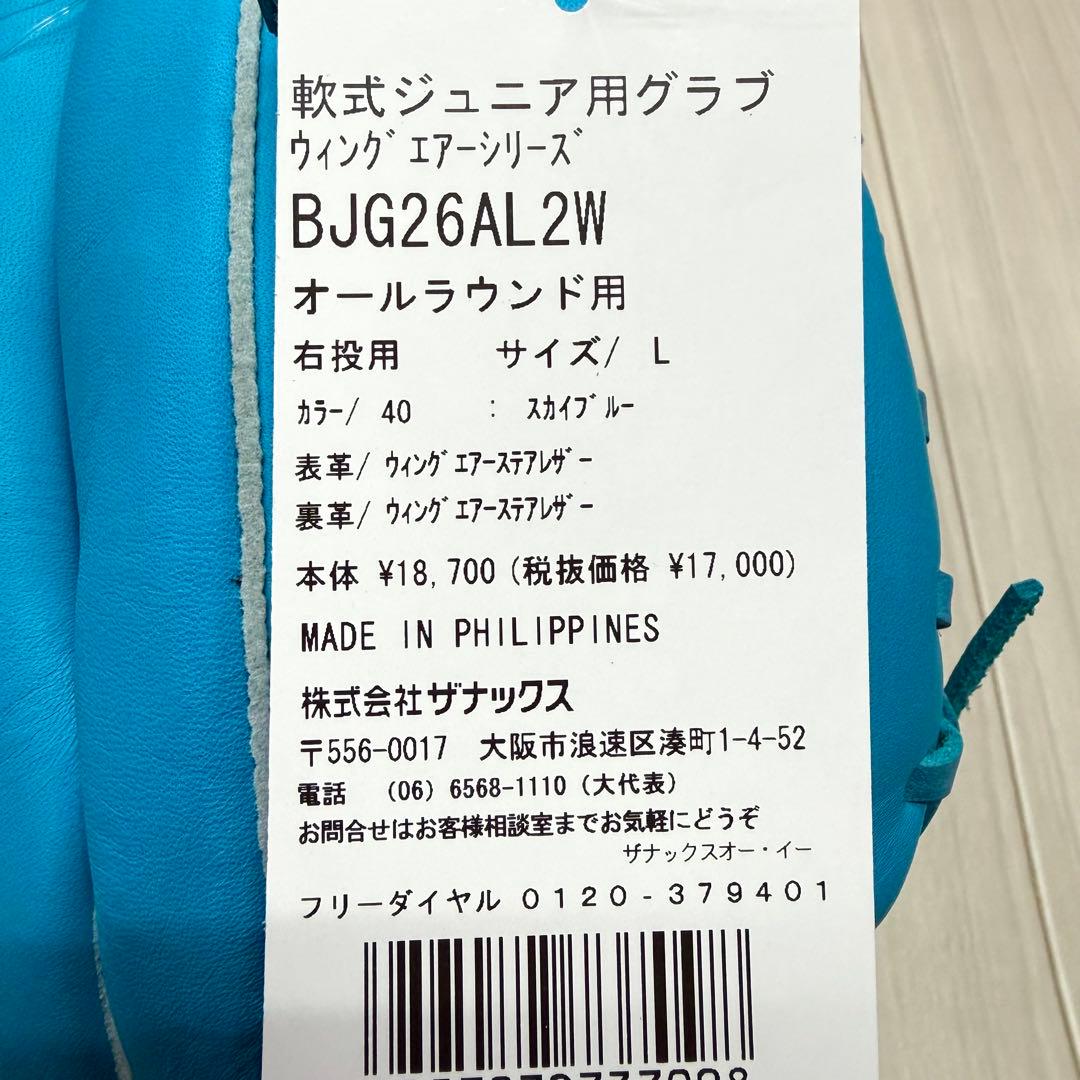 軟式ジュニア用グラブ
ウィングエアーシリーズ
BJG26AL2W
オールラウンド用
右投用 サイズ/ L
カラー/ 40 : スカイブルー
表革/ ウィングエアーステアレザー
裏革/ ウィングエアーステアレザー
本体 ¥18,700 (税抜価格 ¥17,000)
MADE IN PHILIPPINES
株式会社ザナックス
〒556-0017 大阪市浪速区湊町1-4-52
電話 (06) 6568-1110 (大代表)
お問合せはお客様相談室までお気軽にどうぞ
ザナックスオー・イー
フリーダイヤル 0120-379401